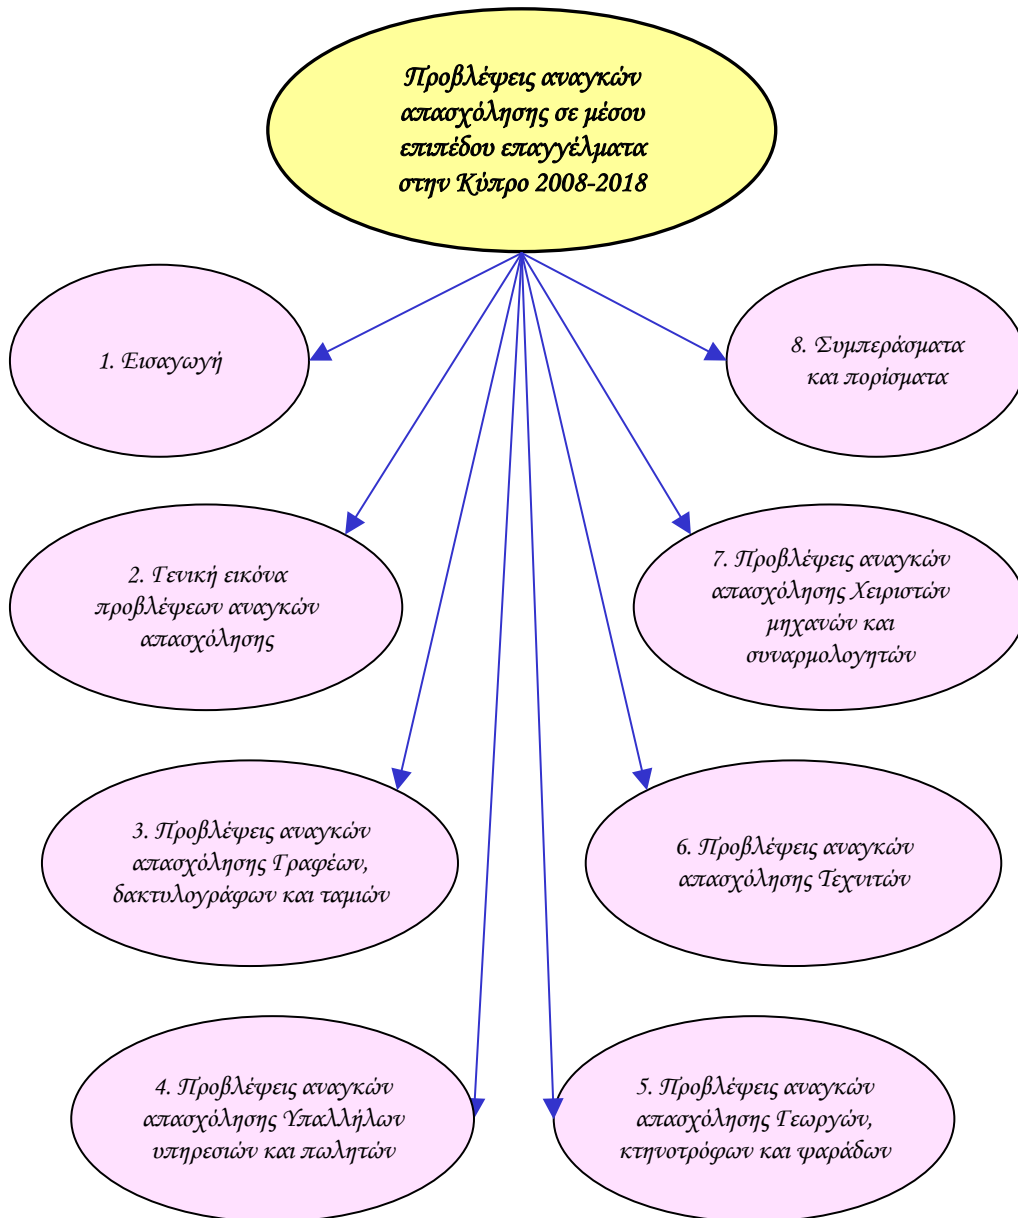 Προβλέψεις αναγκών
απασχόλησης σε μέσου
επιπέδου επαγγέλματα
στην Κύπρο 2008-2018
1. Εισαγωγή
8. Συμπεράσματα
και πορίσματα
2. Γενική εικόνα
προβλέψεων αναγκών
απασχόλησης
7. Προβλέψεις αναγκών
απασχόλησης Χειριστών
μηχανών και
συναρμολογητών
3. Προβλέψεις αναγκών
απασχόλησης Γραφέων,
δακτυλογράφων και ταμιών
6. Προβλέψεις αναγκών
απασχόλησης Τεχνιτών
4. Προβλέψεις αναγκών
απασχόλησης Υπαλλήλων
υπηρεσιών και πωλητών
5. Προβλέψεις αναγκών
απασχόλησης Γεωργών,
κτηνοτρόφων και ψαράδων